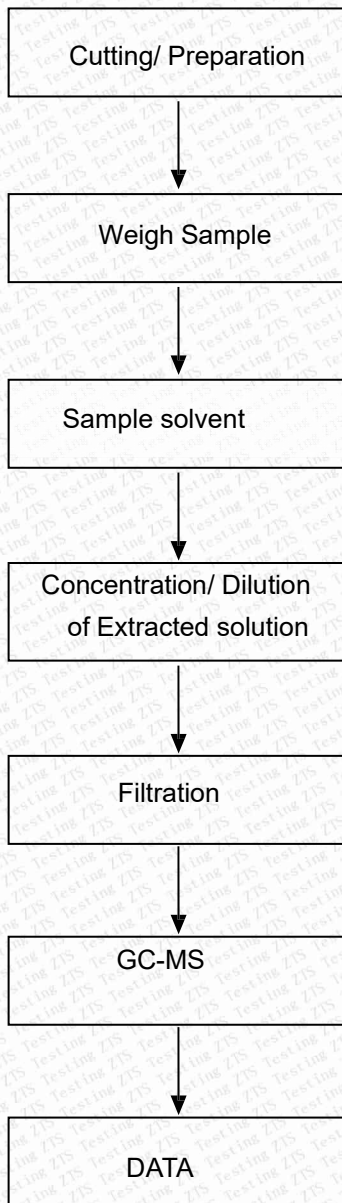 Cutting/ Preparation
Weigh Sample
Sample solvent
Concentration/ Dilution
of Extracted solution
Filtration
GC-MS
DATA